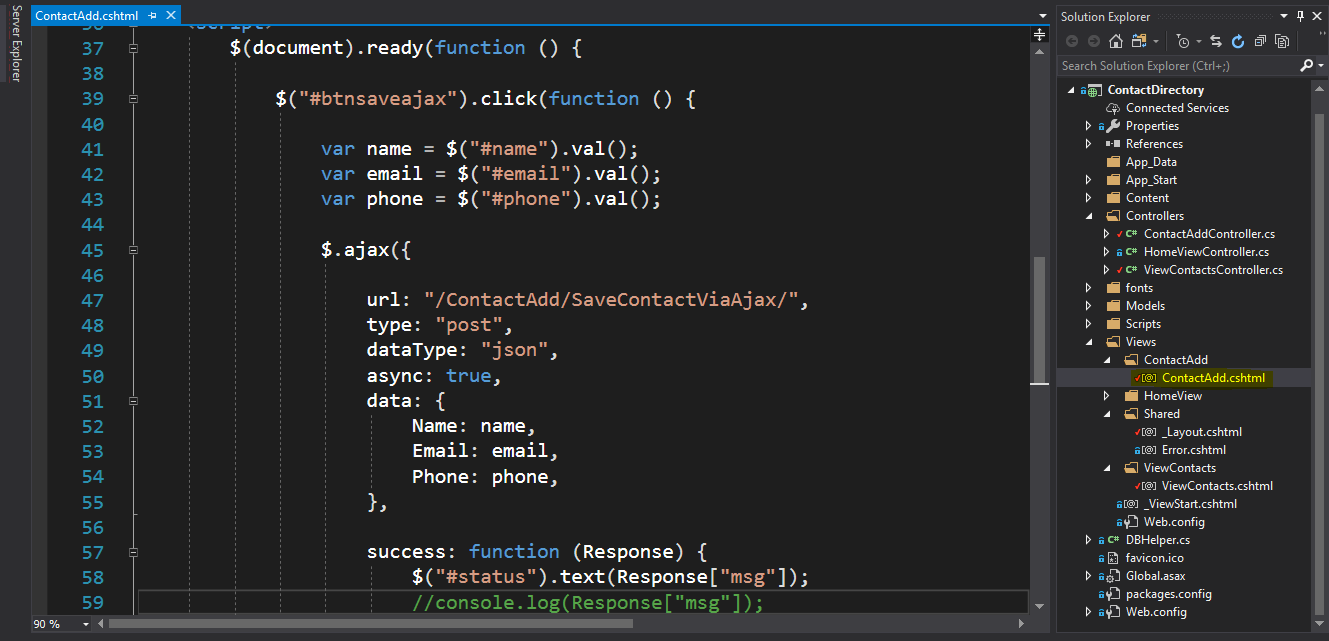 Server Explorer
ContactAdd.cshtml
36 <script>
37 $(document).ready(function () {
38
39 $("#btnsaveajax").click(function () {
40
41 var name = $("#name").val();
42 var email = $("#email").val();
43 var phone = $("#phone").val();
44
45 $.ajax({
46
47 url: "/ContactAdd/SaveContactViaAjax/",
48 type: "post",
49 dataType: "json",
50 async: true,
51 data: {
52 Name: name,
53 Email: email,
54 Phone: phone,
55 },
56
57 success: function (Response) {
58 $("#status").text(Response["msg"]);
59 //console.log(Response["msg"]);
90 %
Solution Explorer
Search Solution Explorer (Ctrl+;)
ContactDirectory
Connected Services
Properties
References
App_Data
App_Start
Content
Controllers
C# ContactAddController.cs
C# HomeViewController.cs
C# ViewContactsController.cs
fonts
Models
Scripts
Views
ContactAdd
[@] ContactAdd.cshtml
HomeView
Shared
[@] _Layout.cshtml
[@] Error.cshtml
ViewContacts
[@] ViewContacts.cshtml
[@] _ViewStart.cshtml
Web.config
C# DBHelper.cs
favicon.ico
Global.asax
packages.config
Web.config